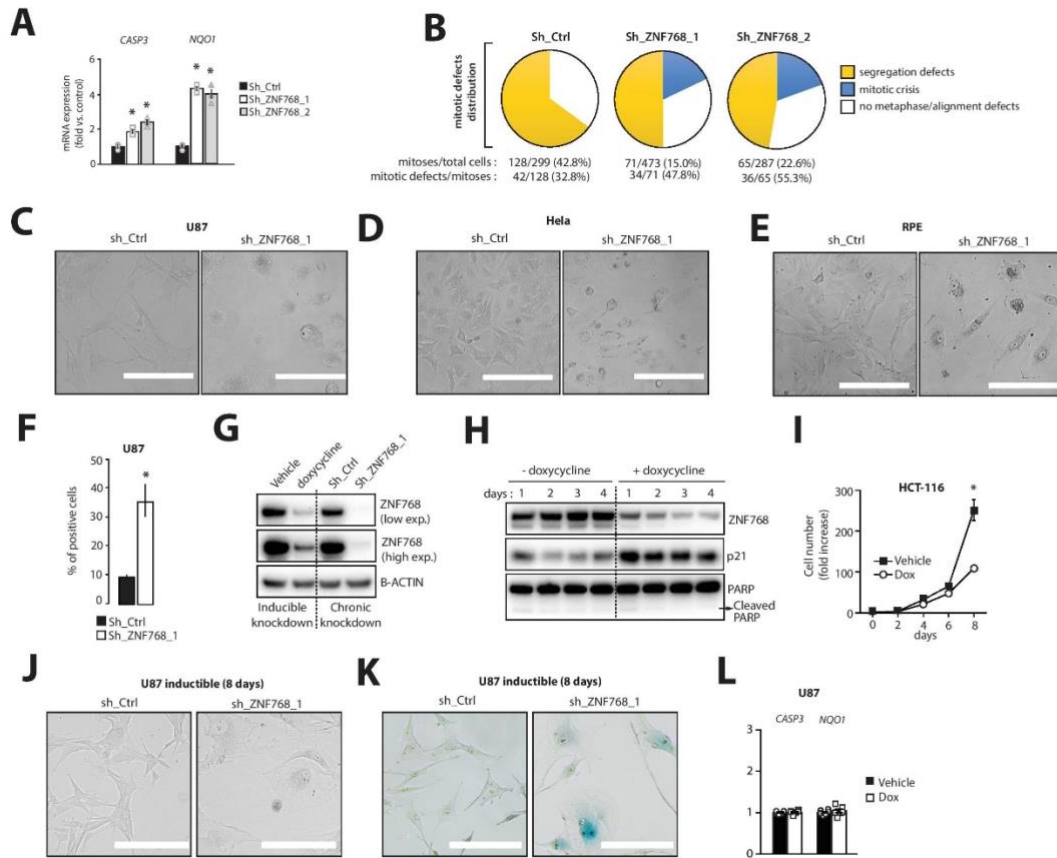 A
CASP3 NQO1
mRNA expression
(fold vs. control)
6
4
2
0
* * * *
Sh_Ctrl
Sh_ZNF768_1
Sh_ZNF768_2
B
mitotic defects
distribution
Sh_Ctrl Sh_ZNF768_1 Sh_ZNF768_2
segregation defects
mitotic crisis
no metaphase/alignment defects
mitoses/total cells : 128/299 (42.8%) 71/473 (15.0%) 65/287 (22.6%)
mitotic defects/mitoses: 42/128 (32.8%) 34/71 (47.8%) 36/65 (55.3%)
C
U87
sh_Ctrl sh_ZNF768_1
D
Hela
sh_Ctrl sh_ZNF768_1
E
RPE
sh_Ctrl sh_ZNF768_1
F
U87
% of positive cells
50
40
30
20
10
0
*
Sh_Ctrl
Sh_ZNF768_1
G
Vehicle doxycycline Sh_Ctrl Sh_ZNF768_1
ZNF768
(low exp.)
ZNF768
(high exp.)
B-ACTIN
Inducible Chronic
knockdown knockdown
H
- doxycycline + doxycycline
days : 1 2 3 4 1 2 3 4
ZNF768
p21
PARP
Cleaved
PARP
I
HCT-116
Cell number
(fold increase)
300
200
100
0
*
Vehicle
Dox
0 2 4 6 8
days
J
U87 inductible (8 days)
sh_Ctrl sh_ZNF768_1
K
U87 inductible (8 days)
sh_Ctrl sh_ZNF768_1
L
U87
CASP3 NQO1
3
2
1
0
Vehicle
Dox